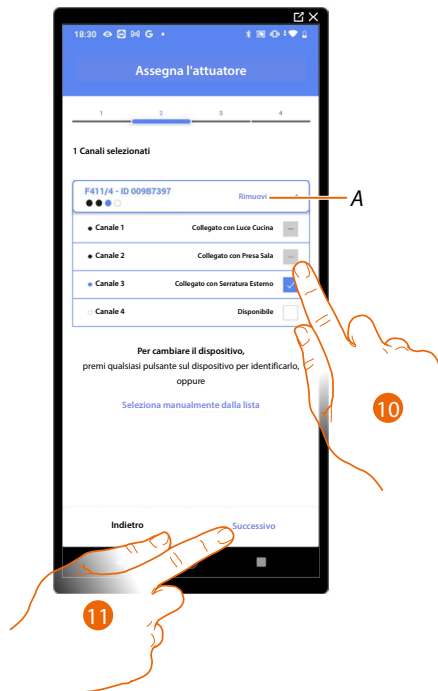 18:30 G •
Assegna l'attuatore
1 2 3 4
1 Canali selezionati
F411/4 - ID 009B7397
Rimuovi
A
Canale 1 Collegato con Luce Cucina
Canale 2 Collegato con Presa Sala
Canale 3 Collegato con Serratura Esterno
Canale 4 Disponibile
Per cambiare il dispositivo,
premi qualsiasi pulsante sul dispositivo per identificarlo,
oppure
Seleziona manualmente dalla lista
10
Indietro Successivo
11